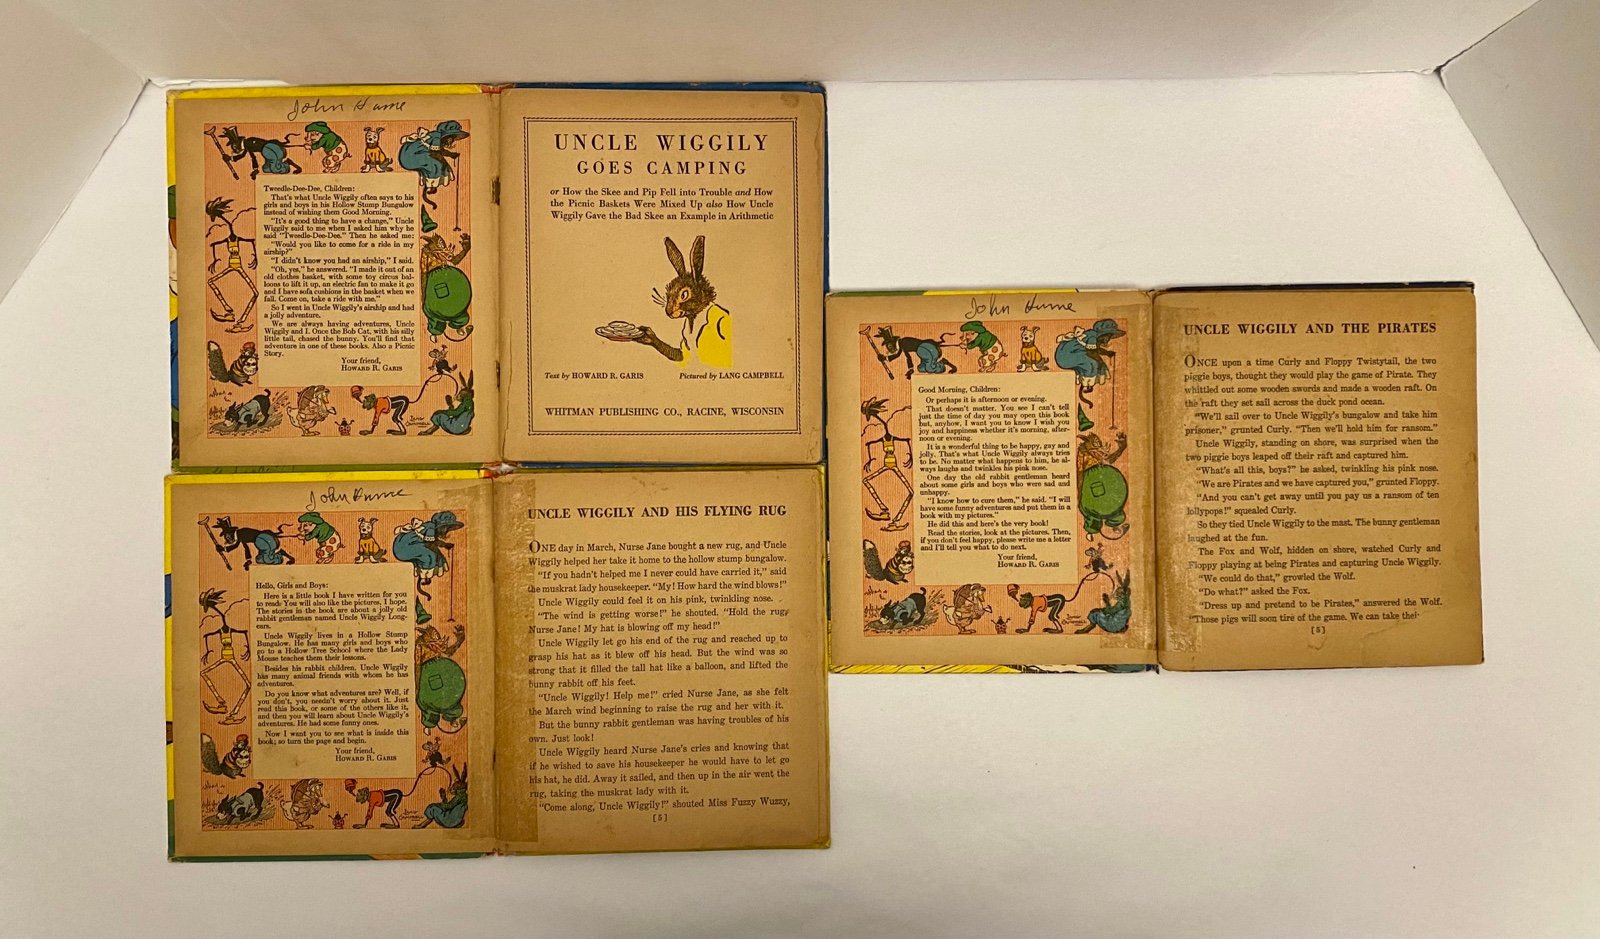 John Hume
Tweedle-Dee-Dee, Children:
That's what Uncle Wiggily often says to his
girls and boys in his Hollow Stump Bungalow
instead of wishing them Good Morning.
"It's a good thing to have a change," Uncle
Wiggily said to me when I asked him why he
said "Tweedle-Dee-Dee." Then he asked me:
"Would you like to come for a ride in my
airship?"
"I didn't know you had an airship," I said.
"Oh, yes," he answered. "I made it out of an
old clothes basket, with some toy circus bal-
loons to lift it up, an electric fan to make it go
and I have sofa cushions in the basket when we
fall. Come on, take a ride with me."
So I went in Uncle Wiggily's airship and had
a jolly adventure.
We are always having adventures, Uncle
Wiggily and I. Once the Bob Cat, with his silly
little tail, chased the bunny. You'll find that
adventure in one of these books. Also a Picnic
Story.
Your friend,
HOWARD R. GARIS
UNCLE WIGGILY
GOES CAMPING
or How the Skee and Pip Fell into Trouble and How
the Picnic Baskets Were Mixed Up also How Uncle
Wiggily Gave the Bad Skee an Example in Arithmetic
Text by HOWARD R. GARIS Pictured by LANG CAMPBELL
WHITMAN PUBLISHING CO., RACINE, WISCONSIN
John Hume
Hello, Girls and Boys:
Here is a little book I have written for you
to read. You will also like the pictures, I hope.
The stories in the book are about a jolly old
rabbit gentleman named Uncle Wiggily Long-
ears.
Uncle Wiggily lives in a Hollow Stump
Bungalow. He has many girls and boys who
go to a Hollow Tree School where the Lady
Mouse teaches them their lessons.
Besides his rabbit children, Uncle Wiggily
has many animal friends with whom he has
adventures.
Do you know what adventures are? Well, if
you don't, you needn't worry about it. Just
read this book, or some of the others like it,
and then you will learn about Uncle Wiggily's
adventures. He had some funny ones.
Now I want you to see what is inside this
book; so turn the page and begin.
Your friend,
HOWARD R. GARIS
UNCLE WIGGILY AND HIS FLYING RUG
ONE day in March, Nurse Jane bought a new rug, and Uncle
Wiggily helped her take it home to the hollow stump bungalow.
"If you hadn't helped me I never could have carried it," said
the muskrat lady housekeeper. "My! How hard the wind blows!"
Uncle Wiggily could feel it on his pink, twinkling nose.
"The wind is getting worse!" he shouted. "Hold the rug,
Nurse Jane! My hat is blowing off my head!"
Uncle Wiggily let go his end of the rug and reached up to
grasp his hat as it blew off his head. But the wind was so
strong that it filled the tall hat like a balloon, and lifted the
bunny rabbit off his feet.
"Uncle Wiggily! Help me!" cried Nurse Jane, as she felt
the March wind beginning to raise the rug and her with it.
But the bunny rabbit gentleman was having troubles of his
own. Just look!
Uncle Wiggily heard Nurse Jane's cries and knowing that
if he wished to save his housekeeper he would have to let go
his hat, he did. Away it sailed, and then up in the air went the
rug, taking the muskrat lady with it.
"Come along, Uncle Wiggily!" shouted Miss Fuzzy Wuzzy,
[5]
John Hume
Good Morning, Children:
Or perhaps it is afternoon or evening.
That doesn't matter. You see I can't tell
just the time of day you may open this book
but, anyhow, I want you to know I wish you
joy and happiness whether it's morning, after-
noon or evening.
It is a wonderful thing to be happy, gay and
jolly. That's what Uncle Wiggily always tries
to be. No matter what happens to him, he al-
ways laughs and twinkles his pink nose.
One day the old rabbit gentleman heard
about some girls and boys who were sad and
unhappy.
"I know how to cure them," he said. "I will
have some funny adventures and put them in a
book with my pictures."
He did this and here's the very book!
Read the stories, look at the pictures. Then,
if you don't feel happy, please write me a letter
and I'll tell you what to do next.
Your friend,
HOWARD R. GARIS
UNCLE WIGGILY AND THE PIRATES
ONCE upon a time Curly and Floppy Twistytail, the two
piggie boys, thought they would play the game of Pirate. They
whittled out some wooden swords and made a wooden raft. On
the raft they set sail across the duck pond ocean.
"We'll sail over to Uncle Wiggily's bungalow and take him
prisoner," grunted Curly. "Then we'll hold him for ransom."
Uncle Wiggily, standing on shore, was surprised when the
two piggie boys leaped off their raft and captured him.
"What's all this, boys?" he asked, twinkling his pink nose.
"We are Pirates and we have captured you," grunted Floppy.
"And you can't get away until you pay us a ransom of ten
lollypops!" squealed Curly.
So they tied Uncle Wiggily to the mast. The bunny gentleman
laughed at the fun.
The Fox and Wolf, hidden on shore, watched Curly and
Floppy playing at being Pirates and capturing Uncle Wiggily.
"We could do that," growled the Wolf.
"Do what?" asked the Fox.
"Dress up and pretend to be Pirates," answered the Wolf.
"Those pigs will soon tire of the game. We can take their
[5]